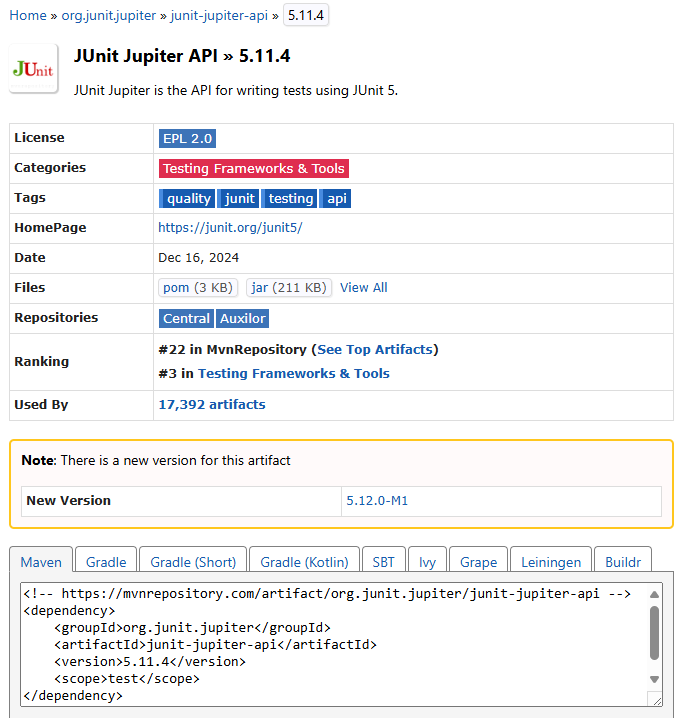 Home » org.junit.jupiter » junit-jupiter-api » 5.11.4
JUnit
JUnit Jupiter API » 5.11.4
JUnit Jupiter is the API for writing tests using JUnit 5.
License EPL 2.0
Categories Testing Frameworks & Tools
Tags quality junit testing api
HomePage https://junit.org/junit5/
Date Dec 16, 2024
Files pom (3 KB) jar (211 KB) View All
Repositories Central Auxilor
Ranking #22 in MvnRepository (See Top Artifacts)
#3 in Testing Frameworks & Tools
Used By 17,392 artifacts
Note: There is a new version for this artifact
New Version 5.12.0-M1
Maven Gradle Gradle (Short) Gradle (Kotlin) SBT Ivy Grape Leiningen Buildr
<!-- https://mvnrepository.com/artifact/org.junit.jupiter/junit-jupiter-api -->
<dependency>
    <groupId>org.junit.jupiter</groupId>
    <artifactId>junit-jupiter-api</artifactId>
    <version>5.11.4</version>
    <scope>test</scope>
</dependency>